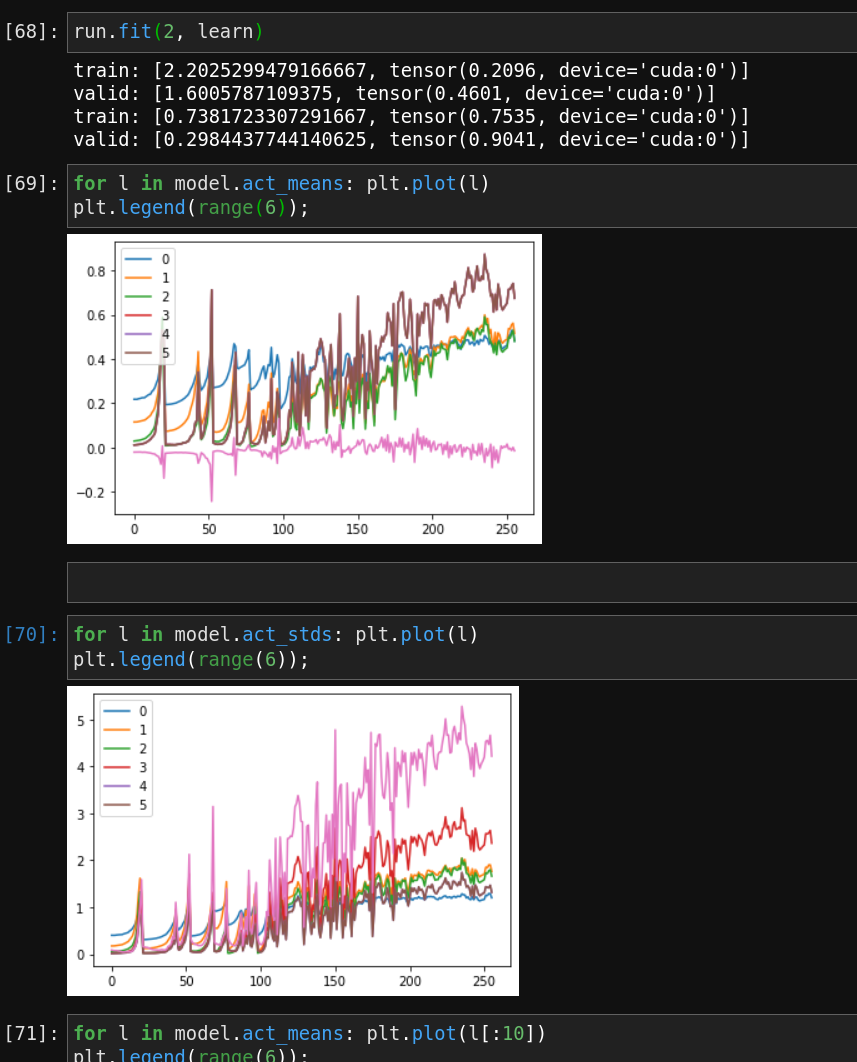 [68]: run.fit(2, learn)
train: [2.2025299479166667, tensor(0.2096, device='cuda:0')]
valid: [1.6005787109375, tensor(0.4601, device='cuda:0')]
train: [0.7381723307291667, tensor(0.7535, device='cuda:0')]
valid: [0.2984437744140625, tensor(0.9041, device='cuda:0')]
[69]: for l in model.act_means: plt.plot(l)
plt.legend(range(6));
0
1
2
3
4
5
0.8
0.6
0.4
0.2
0.0
−0.2
0 50 100 150 200 250
[70]: for l in model.act_stds: plt.plot(l)
plt.legend(range(6));
0
1
2
3
4
5
5
4
3
2
1
0
0 50 100 150 200 250
[71]: for l in model.act_means: plt.plot(l[:10])
plt.legend(range(6));